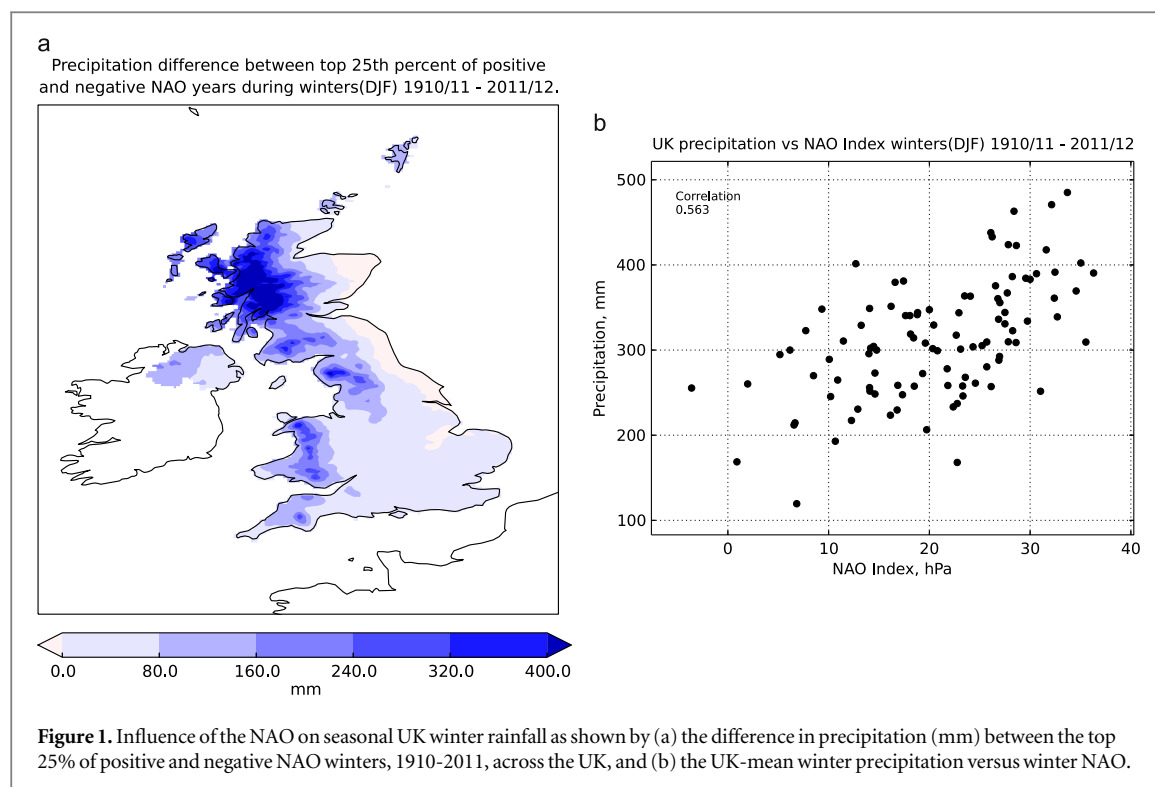 a
Precipitation difference between top 25th percent of positive
and negative NAO years during winters(DJF) 1910/11 - 2011/12.
0.0 80.0 160.0 240.0 320.0 400.0
mm
b
UK precipitation vs NAO Index winters(DJF) 1910/11 - 2011/12
Correlation
0.563
Precipitation, mm
500
400
300
200
100
0 10 20 30 40
NAO Index, hPa
Figure 1. Influence of the NAO on seasonal UK winter rainfall as shown by (a) the difference in precipitation (mm) between the top
25% of positive and negative NAO winters, 1910-2011, across the UK, and (b) the UK-mean winter precipitation versus winter NAO.